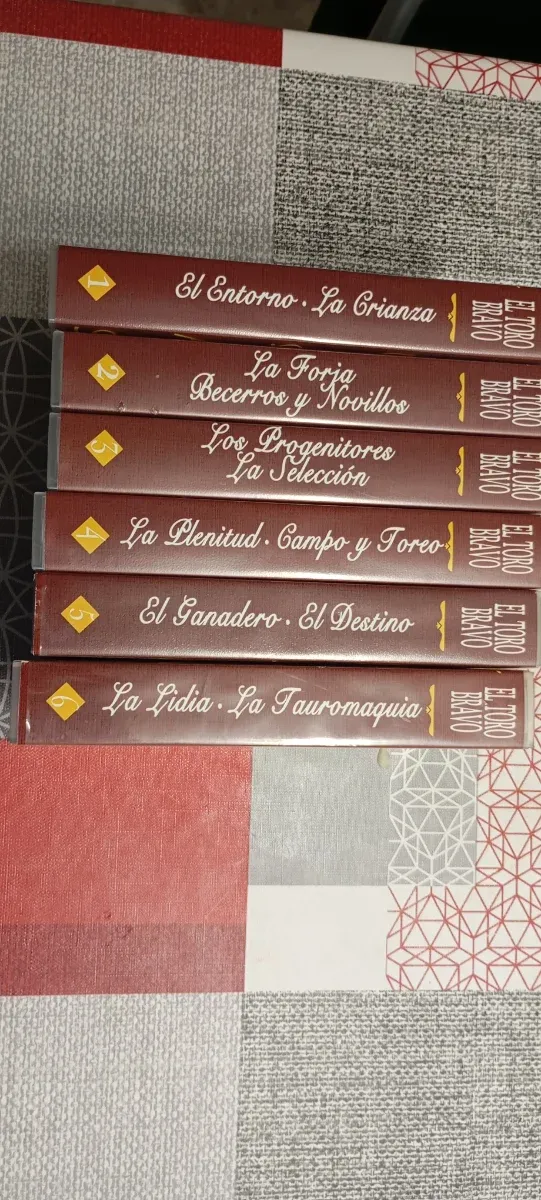 1
El Entorno · La Crianza
EL TORO
BRAVO
2
La Forja
Becerros y Novillos
EL TORO
BRAVO
3
Los Progenitores
La Selección
EL TORO
BRAVO
4
La Plenitud · Campo y Toreo
EL TORO
BRAVO
5
El Ganadero · El Destino
EL TORO
BRAVO
6
La Lidia · La Tauromaquia
EL TORO
BRAVO